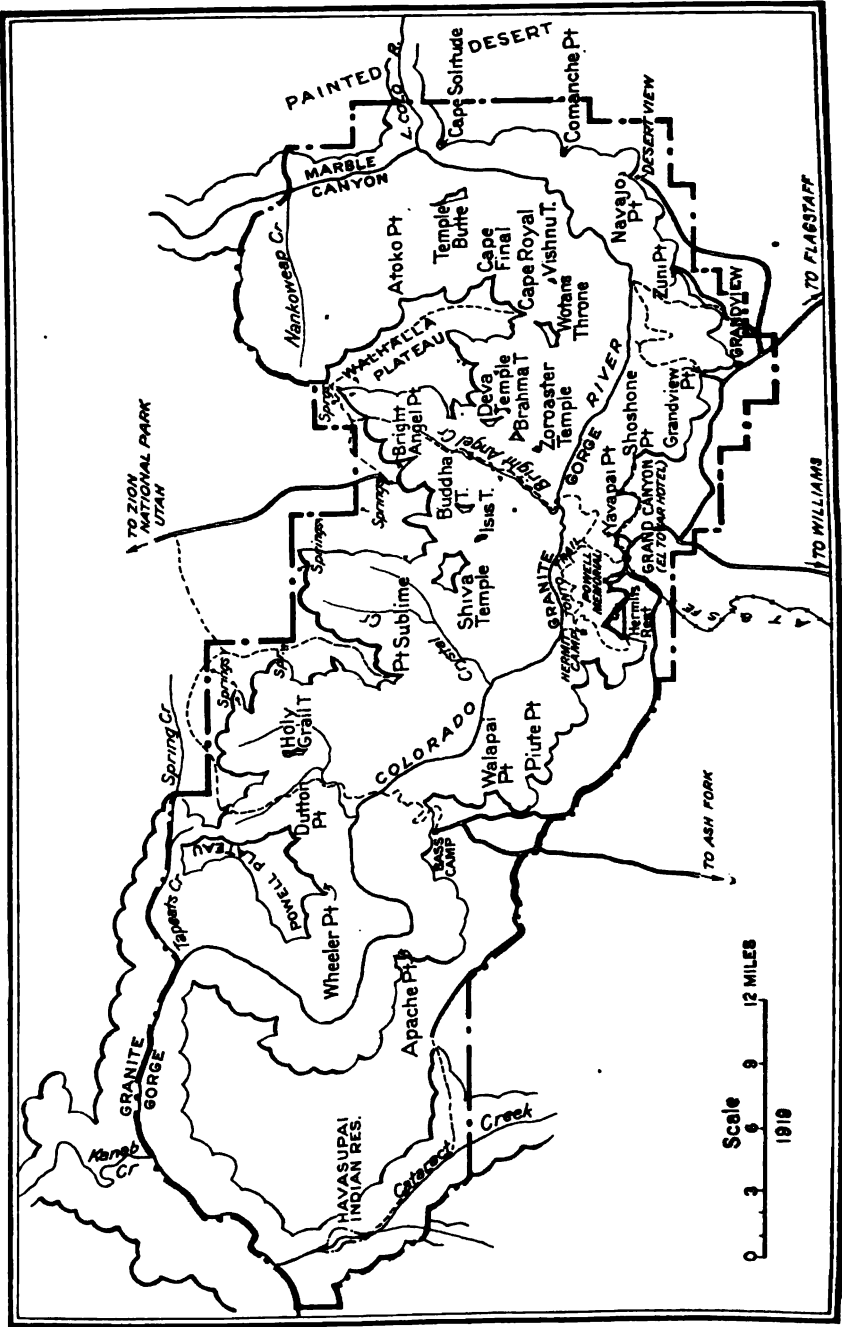 PAINTED DESERT
L. COLO. R.
Cape Solitude
Comanche Pt
MARBLE
CANYON
Nankoweap Cr
Atoko Pt
Temple
Butte
Cape
Final
Cape Royal
Vishnu T.
Wotans
Throne
Navajo
Pt
DESERT VIEW
Zuni Pt
GRANDVIEW
TO FLAGSTAFF
WALHALLA
PLATEAU
Springs
Bright
Angel Pt
Deva
Temple
Brahma T
Zoroaster
Temple
Bright Angel Cr
GORGE RIVER
Shoshone
Pt
Grandview
Pt.
TO ZION
NATIONAL PARK
UTAH
Springs
Buddha
T.
Isis T.
Yavapai Pt
GRAND CANYON
(EL TOVAR HOTEL)
TO WILLIAMS
Springs
Shiva
Temple
GRANITE
TONTO TRAIL
POWELL
MEMORIAL
HERMIT
CAMP
Hermits
Rest
S FE
Pt Sublime
Crystal
C
Springs
Spr
Holy
Grail T
COLORADO
Walapai
Pt
Piute Pt
Spring Cr
Dutton
Pt
BASS
CAMP
TO ASH FORK
Tapeats Cr
POWELL PLATEAU
Wheeler Pt
Apache Pt
GRANITE
GORGE
Kanab
Cr
HAVASUPAI
INDIAN RES.
Cataract Creek
Scale
0 3 6 9 12 MILES
1919